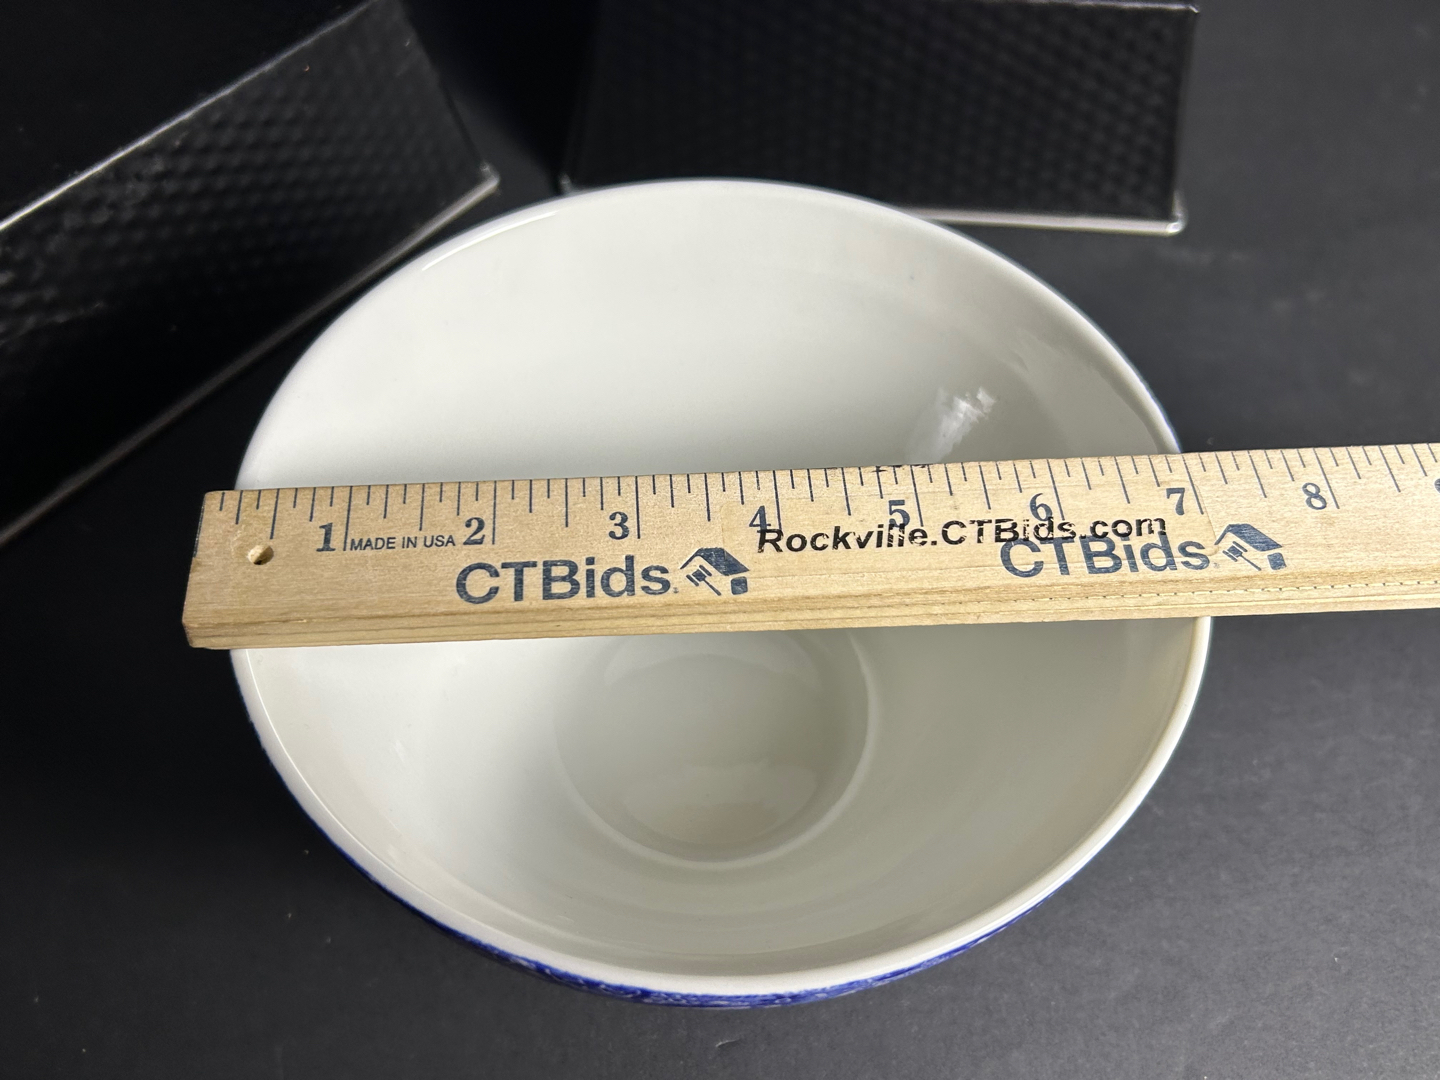 1 2 3 4 5 6 7 8
MADE IN USA
Rockville.CTBids.com
CTBids
CTBids